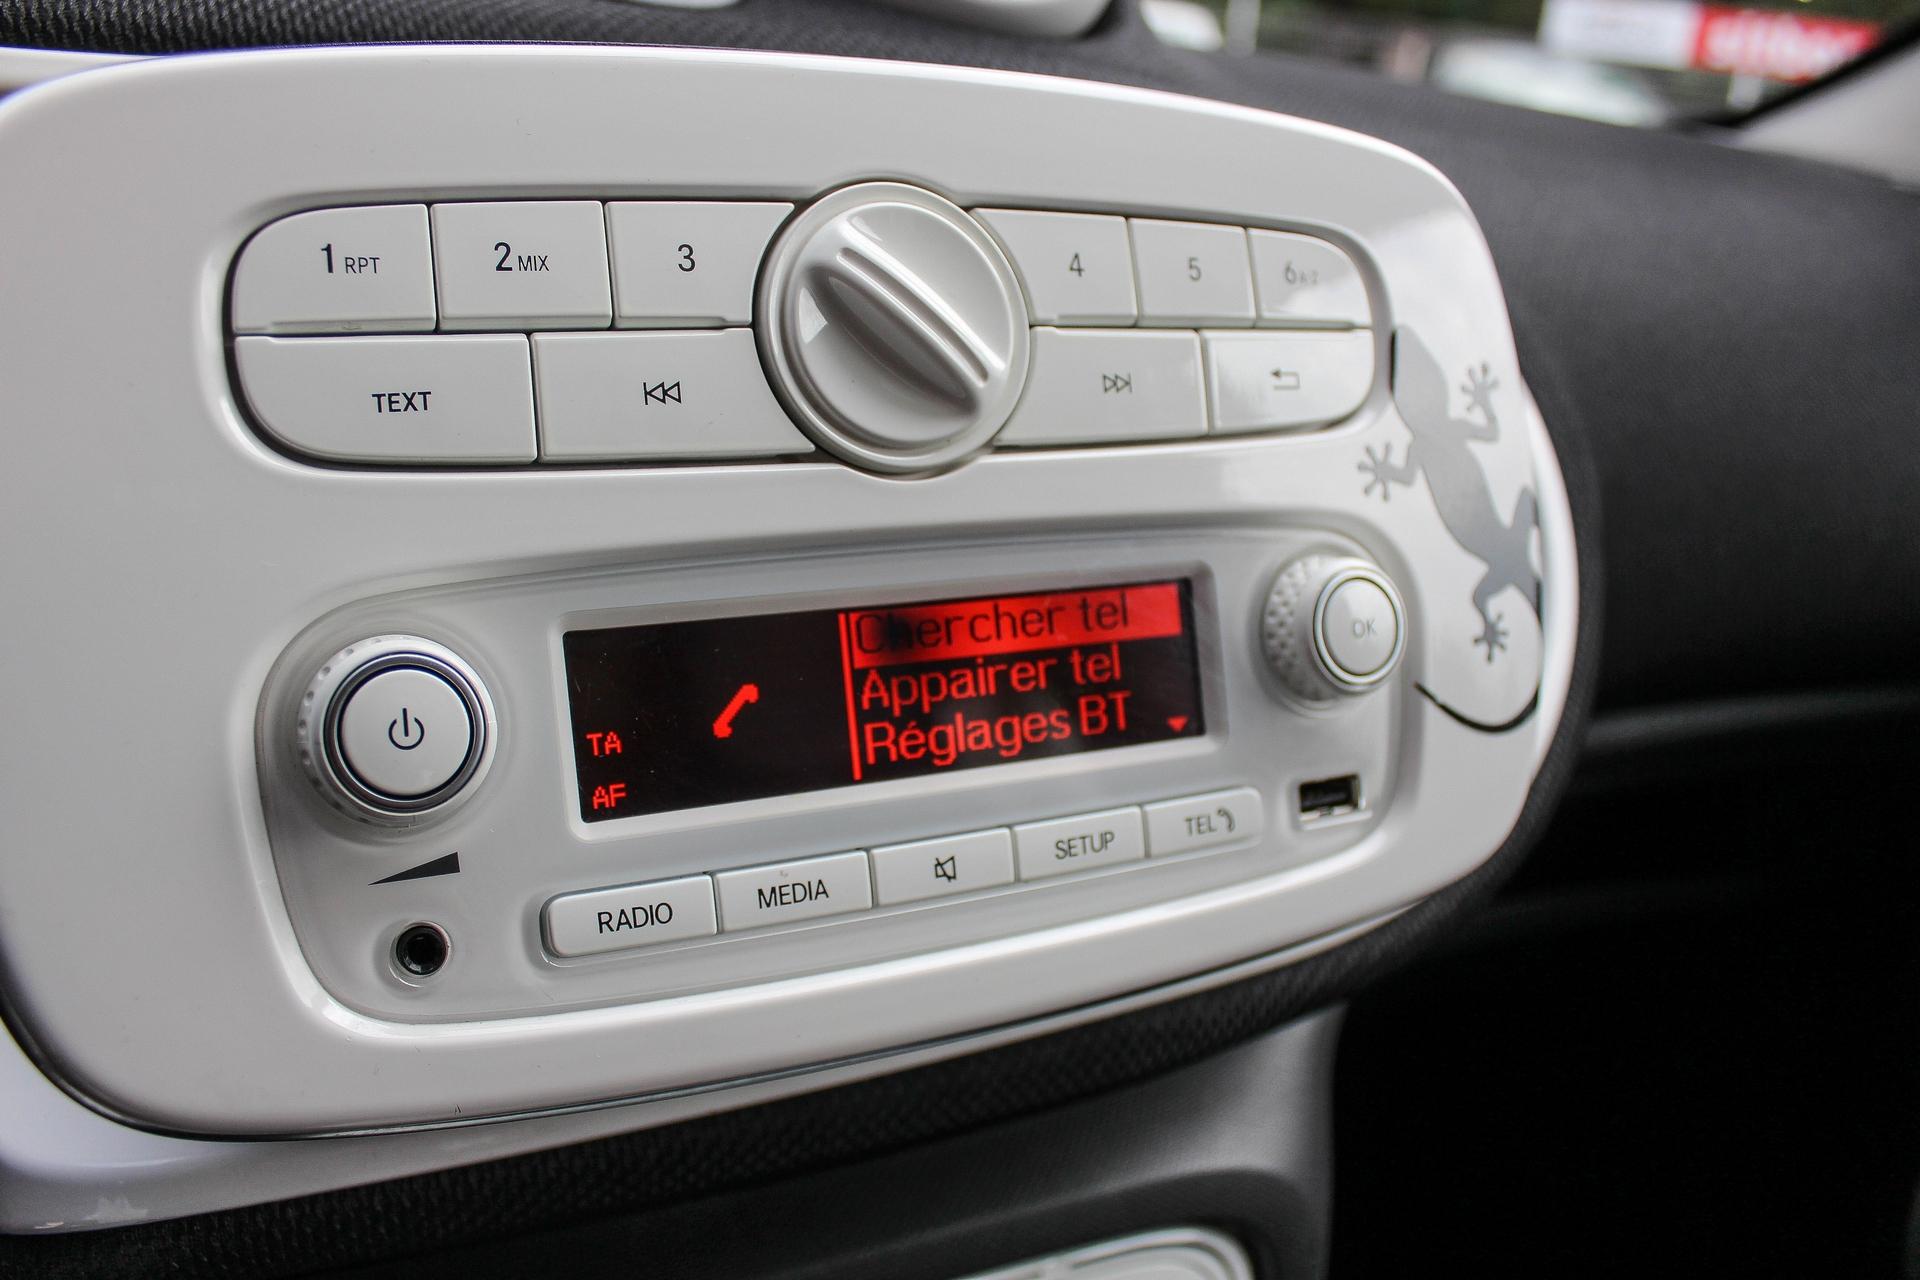 1 RPT
2 MIX
3
4
5
6 A-Z
TEXT
Chercher tel
Appairer tel
Réglages BT
TA
AF
OK
RADIO
MEDIA
SETUP
TEL